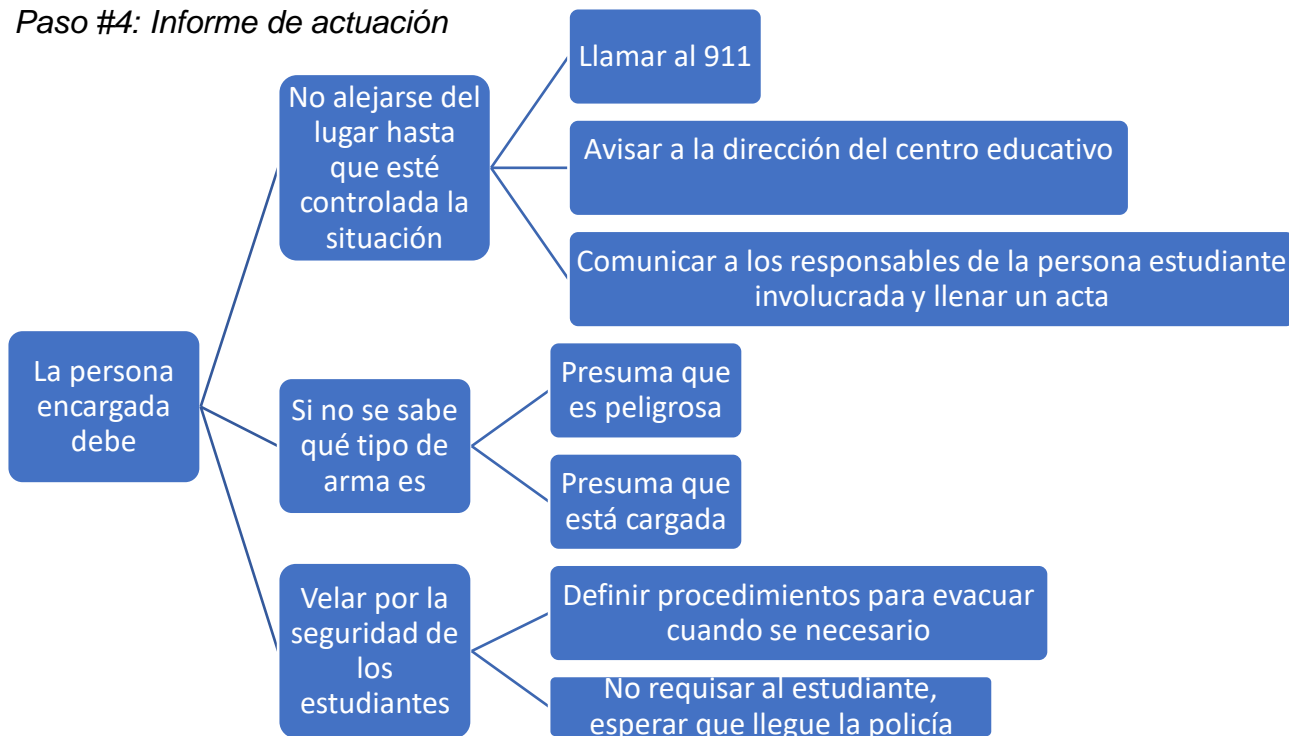 Paso #4: Informe de actuación
La persona
encargada
debe
No alejarse del
lugar hasta
que esté
controlada la
situación
Llamar al 911
Avisar a la dirección del centro educativo
Comunicar a los responsables de la persona estudiante
involucrada y llenar un acta
Si no se sabe
qué tipo de
arma es
Presuma que
es peligrosa
Presuma que
está cargada
Velar por la
seguridad de
los
estudiantes
Definir procedimientos para evacuar
cuando se necesario
No requisar al estudiante,
esperar que llegue la policía